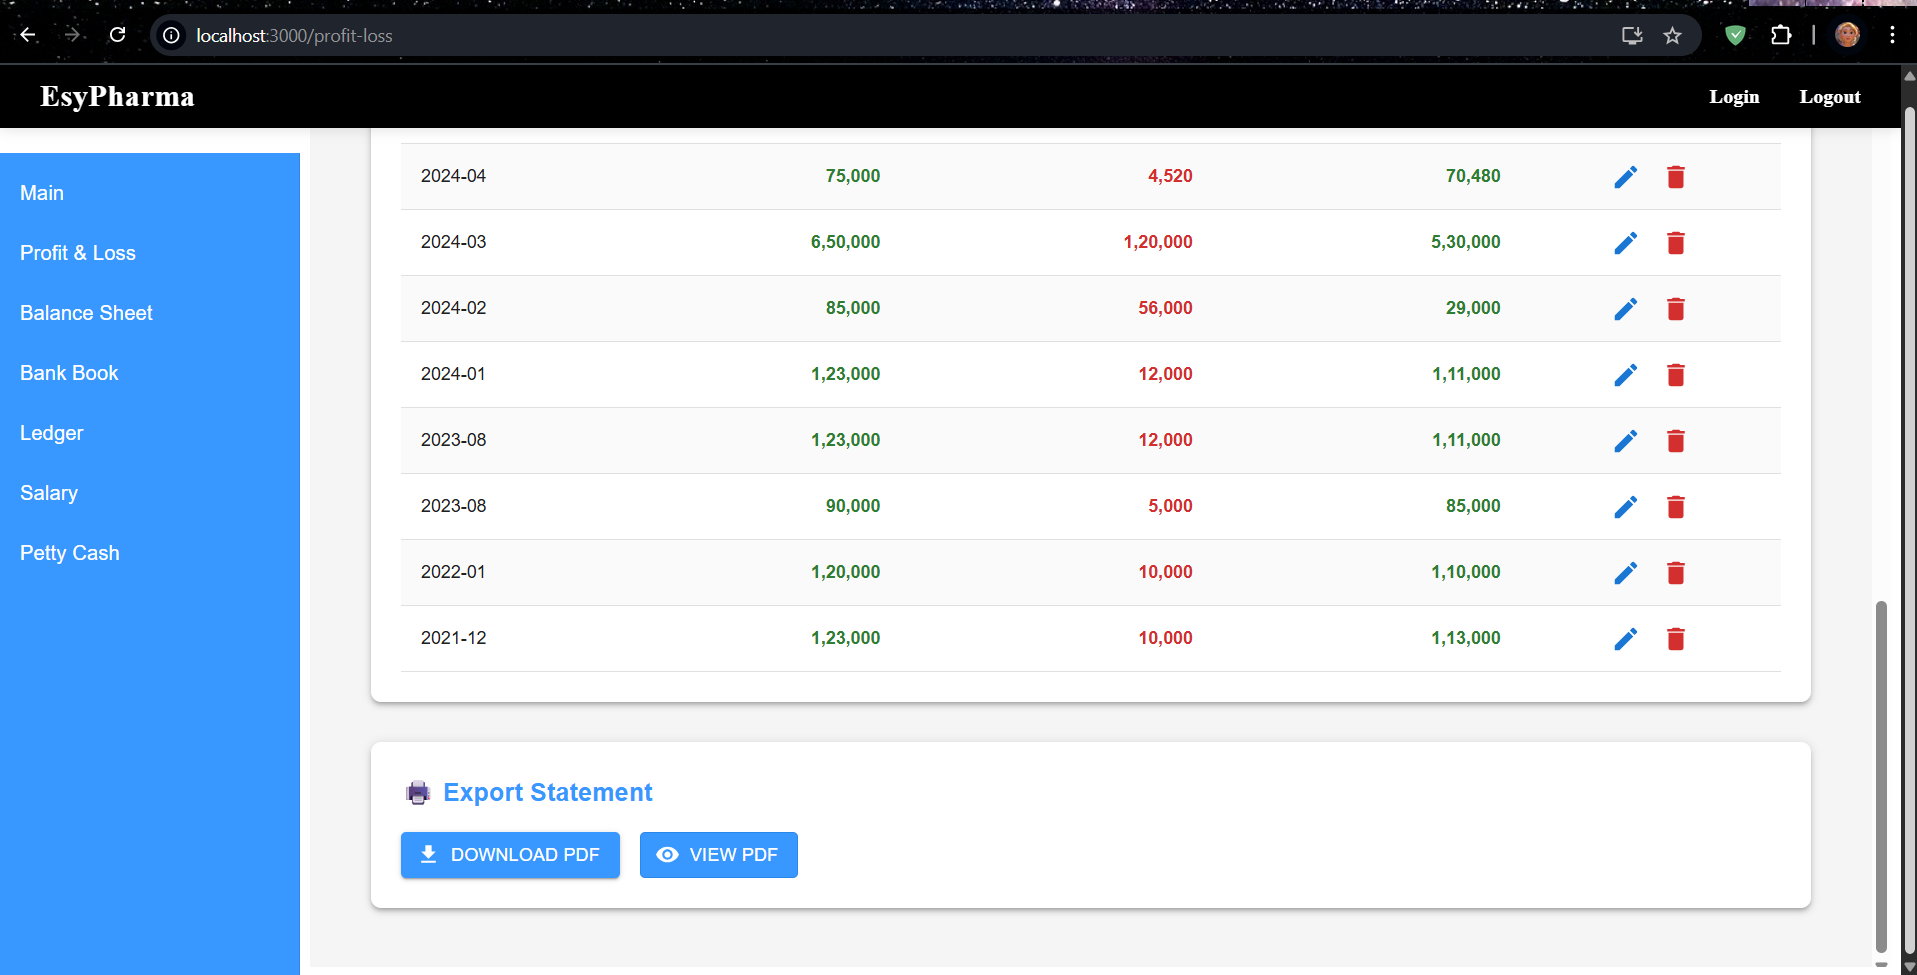 localhost:3000/profit-loss
EsyPharma
Login
Logout
Main
Profit & Loss
Balance Sheet
Bank Book
Ledger
Salary
Petty Cash
2024-04 75,000 4,520 70,480
2024-03 6,50,000 1,20,000 5,30,000
2024-02 85,000 56,000 29,000
2024-01 1,23,000 12,000 1,11,000
2023-08 1,23,000 12,000 1,11,000
2023-08 90,000 5,000 85,000
2022-01 1,20,000 10,000 1,10,000
2021-12 1,23,000 10,000 1,13,000
Export Statement
DOWNLOAD PDF
VIEW PDF